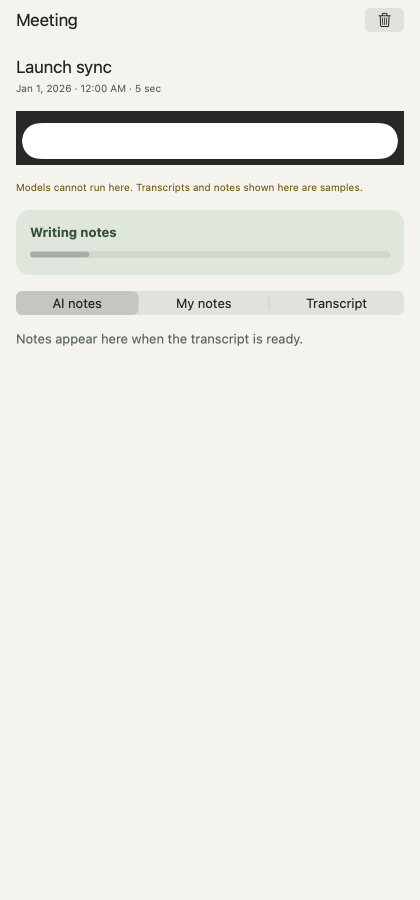 Meeting
Launch sync
Jan 1, 2026 · 12:00 AM · 5 sec
Models cannot run here. Transcripts and notes shown here are samples.
Writing notes
AI notes
My notes
Transcript
Notes appear here when the transcript is ready.